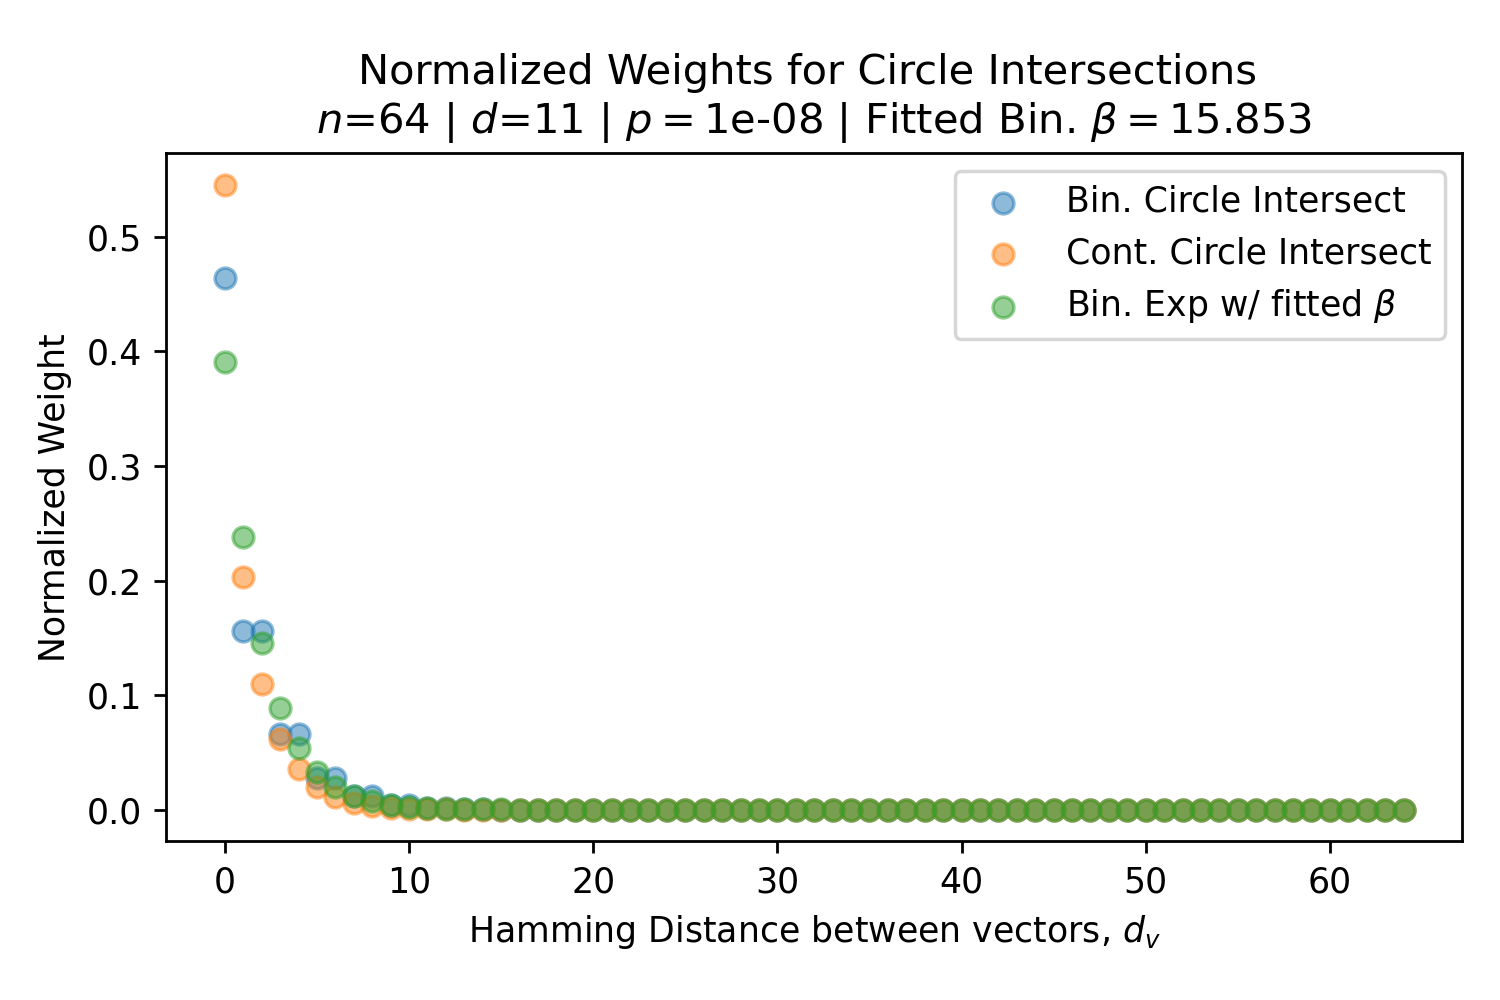 Normalized Weights for Circle Intersections
n=64 | d=11 | p = 1e-08 | Fitted Bin. β = 15.853
Bin. Circle Intersect
Cont. Circle Intersect
Bin. Exp w/ fitted β
Normalized Weight
0.5
0.4
0.3
0.2
0.1
0.0
0 10 20 30 40 50 60
Hamming Distance between vectors, dᵥ